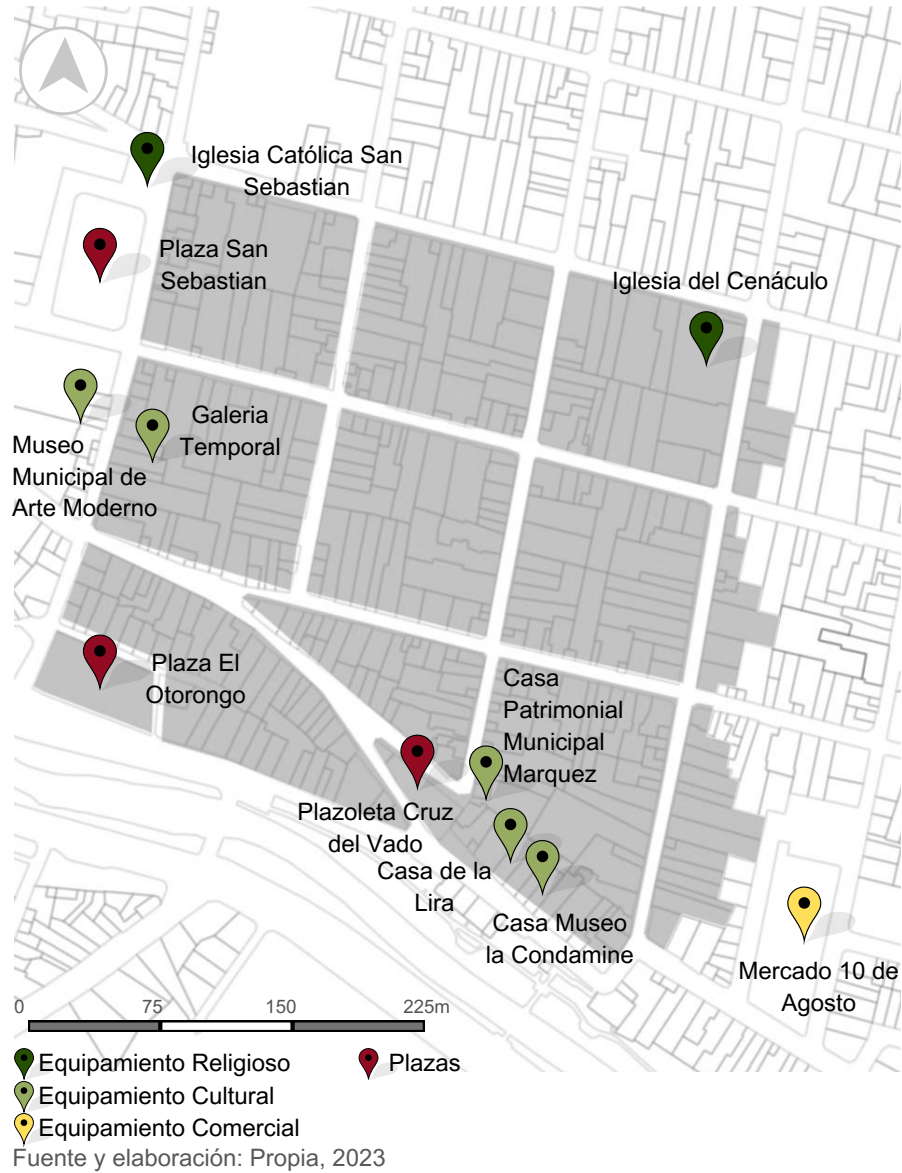 Iglesia Católica San
Sebastian
Plaza San
Sebastian
Iglesia del Cenáculo
Galeria
Temporal
Museo
Municipal de
Arte Moderno
Plaza El
Otorongo
Casa
Patrimonial
Municipal
Marquez
Plazoleta Cruz
del Vado
Casa de la
Lira
Casa Museo
la Condamine
Mercado 10 de
Agosto
0 75 150 225m
Equipamiento Religioso
Plazas
Equipamiento Cultural
Equipamiento Comercial
Fuente y elaboración: Propia, 2023